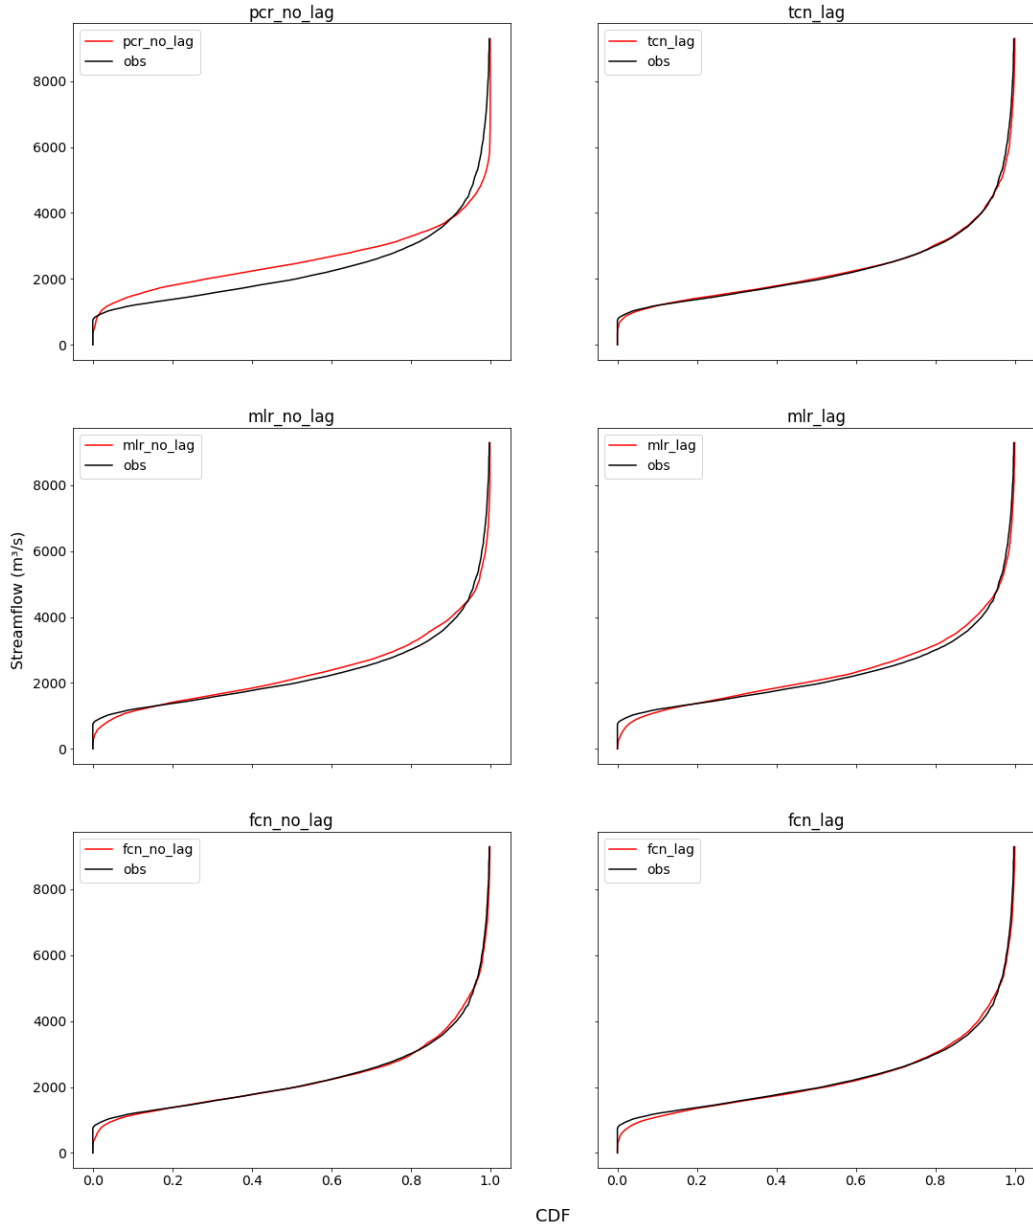 pcr_no_lag
pcr_no_lag
obs
8000
6000
4000
2000
0
tcn_lag
tcn_lag
obs
mlr_no_lag
mlr_no_lag
obs
8000
6000
4000
2000
0
Streamflow (m³/s)
mlr_lag
mlr_lag
obs
fcn_no_lag
fcn_no_lag
obs
8000
6000
4000
2000
0
0.0 0.2 0.4 0.6 0.8 1.0
fcn_lag
fcn_lag
obs
0.0 0.2 0.4 0.6 0.8 1.0
CDF